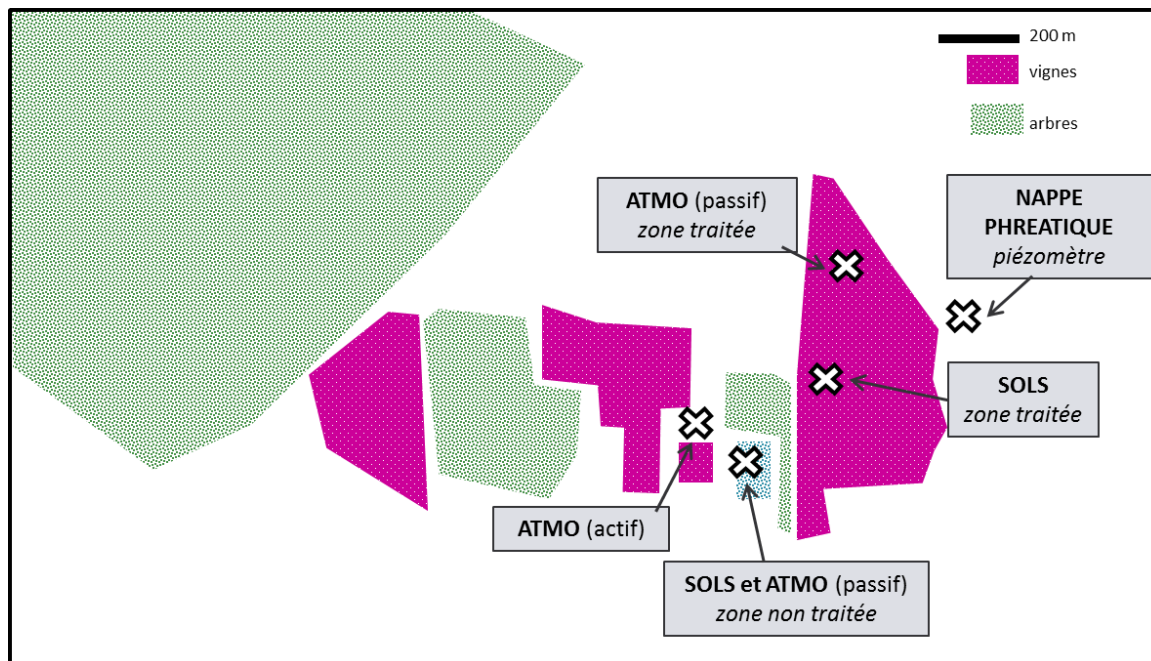 200 m
vignes
arbres
ATMO (passif)
zone traitée
NAPPE
PHREATIQUE
piézomètre
SOLS
zone traitée
ATMO (actif)
SOLS et ATMO (passif)
zone non traitée